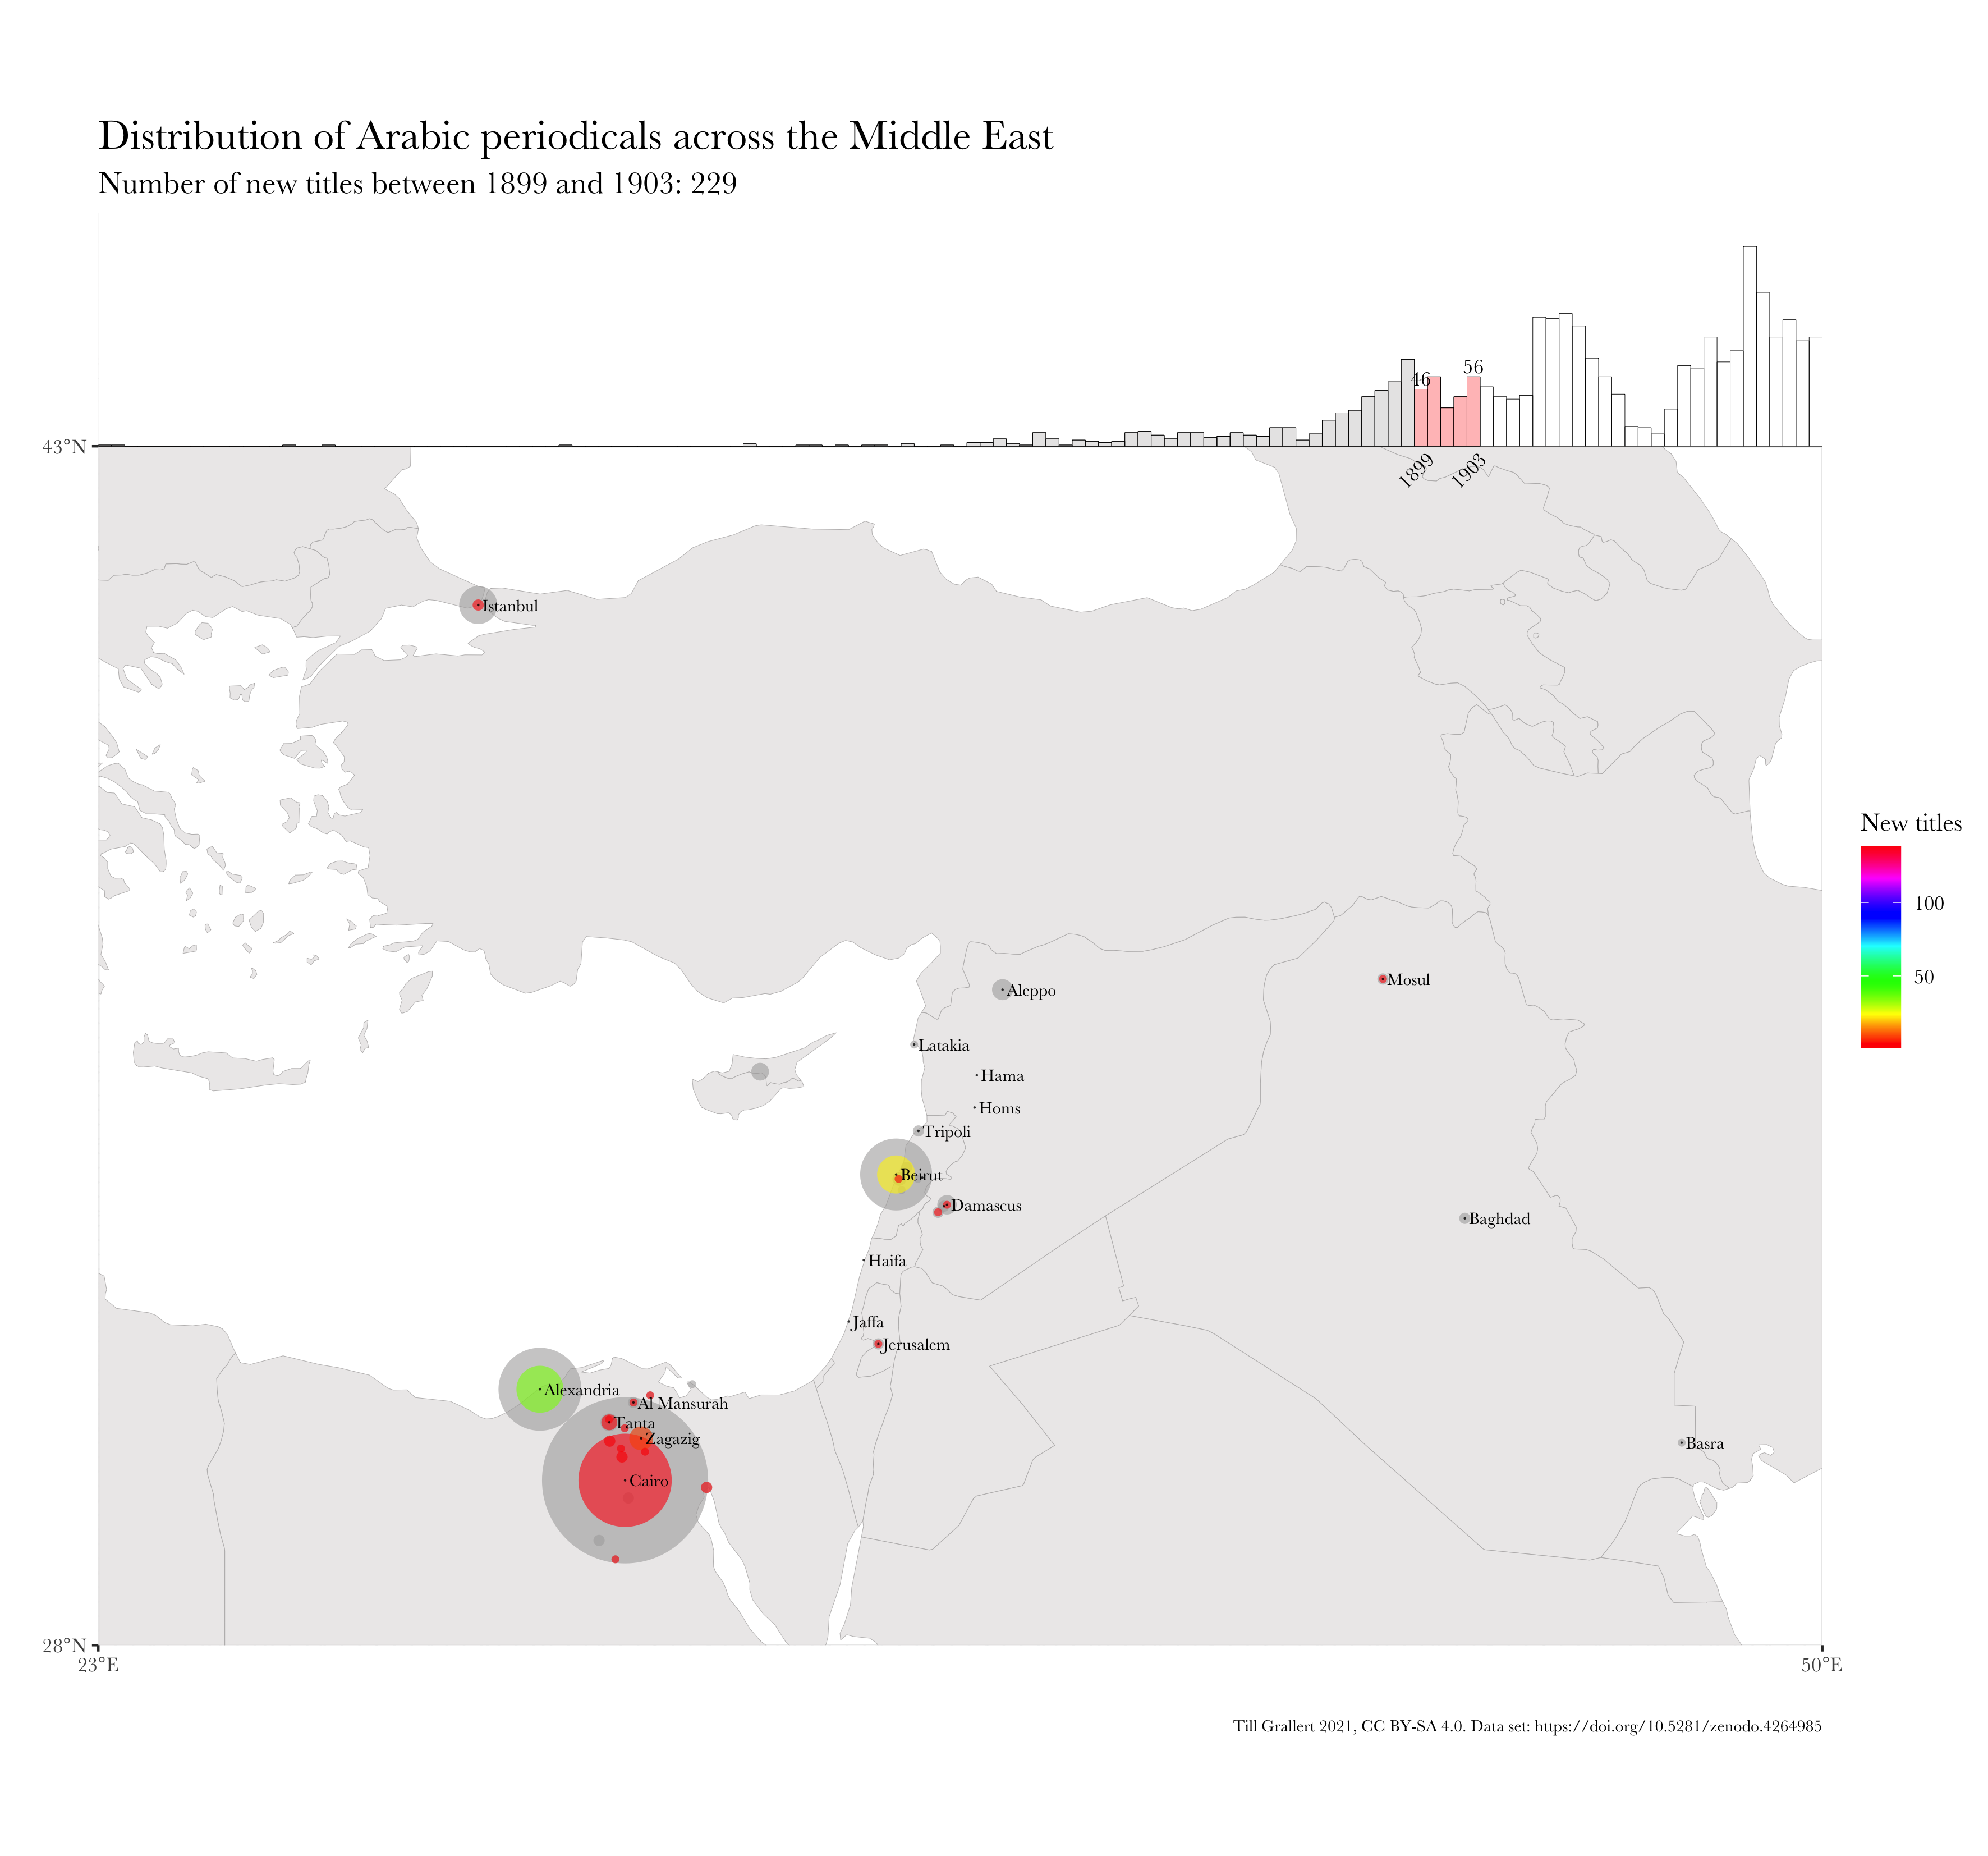 Distribution of Arabic periodicals across the Middle East
Number of new titles between 1899 and 1903: 229
56
46
43°N
1899
1903
Istanbul
New titles
100
50
Mosul
Aleppo
Latakia
Hama
Homs
Tripoli
Beirut
Damascus
Baghdad
Haifa
Jaffa
Jerusalem
Alexandria
Al Mansurah
Tanta
Zagazig
Basra
Cairo
28°N
23°E
50°E
Till Grallert 2021, CC BY-SA 4.0. Data set: https://doi.org/10.5281/zenodo.4264985